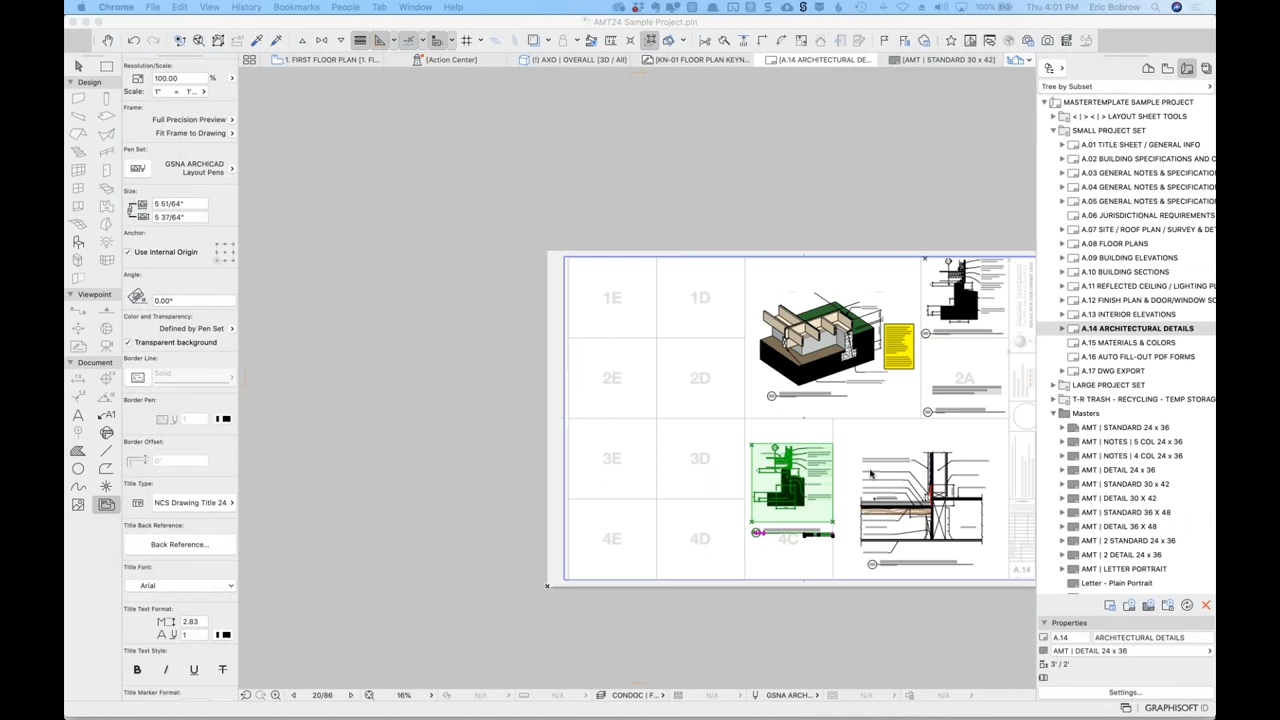 Chrome File Edit View History Bookmarks People Tab Window Help 100% Thu 4:01 PM Eric Bobrow
AMT24 Sample Project.pln
1. FIRST FLOOR PLAN [1. FI... [Action Center] (!) AXO | OVERALL [3D / All] [KN-01 FLOOR PLAN KEYN... [A.14 ARCHITECTURAL DE... [AMT | STANDARD 30 x 42]
Design
Viewpoint
Document
Resolution/Scale:
100.00 %
Scale: 1" = 1'...
Frame:
Full Precision Preview
Fit Frame to Drawing
Pen Set:
GSNA ARCHICAD
Layout Pens
Size:
5 51/64"
5 37/64"
Anchor:
Use Internal Origin
Angle:
0.00°
Color and Transparency:
Defined by Pen Set
Transparent background
Border Line:
Solid
Border Pen:
1
Border Offset:
0"
Title Type:
NCS Drawing Title 24
Title Back Reference:
Back Reference...
Title Font:
Arial
Title Text Format:
2.83
1
Title Text Style:
B I U T
Title Marker Format:
1E 1D
2E 2D 2A
3E 3D
4E 4D 4C
A.14
20/86 16% N/A N/A CONDOC | F... N/A GSNA ARCH... N/A N/A
Tree by Subset
MASTERTEMPLATE SAMPLE PROJECT
< | > < | > LAYOUT SHEET TOOLS
SMALL PROJECT SET
A.01 TITLE SHEET / GENERAL INFO
A.02 BUILDING SPECIFICATIONS AND C
A.03 GENERAL NOTES & SPECIFICATIO
A.04 GENERAL NOTES & SPECIFICATIO
A.05 GENERAL NOTES & SPECIFICATIO
A.06 JURISDICTIONAL REQUIREMENTS
A.07 SITE / ROOF PLAN / SURVEY & DE
A.08 FLOOR PLANS
A.09 BUILDING ELEVATIONS
A.10 BUILDING SECTIONS
A.11 REFLECTED CEILING / LIGHTING PL
A.12 FINISH PLAN & DOOR/WINDOW SC
A.13 INTERIOR ELEVATIONS
A.14 ARCHITECTURAL DETAILS
A.15 MATERIALS & COLORS
A.16 AUTO FILL-OUT PDF FORMS
A.17 DWG EXPORT
LARGE PROJECT SET
T-R TRASH - RECYCLING - TEMP STORAG
Masters
AMT | STANDARD 24 x 36
AMT | NOTES | 5 COL 24 x 36
AMT | NOTES | 4 COL 24 x 36
AMT | DETAIL 24 x 36
AMT | STANDARD 30 x 42
AMT | DETAIL 30 X 42
AMT | STANDARD 36 X 48
AMT | DETAIL 36 X 48
AMT | 2 STANDARD 24 x 36
AMT | 2 DETAIL 24 x 36
AMT | LETTER PORTRAIT
Letter - Plain Portrait
Properties
A.14 ARCHITECTURAL DETAILS
AMT | DETAIL 24 x 36
3' / 2'
Settings...
GRAPHISOFT ID